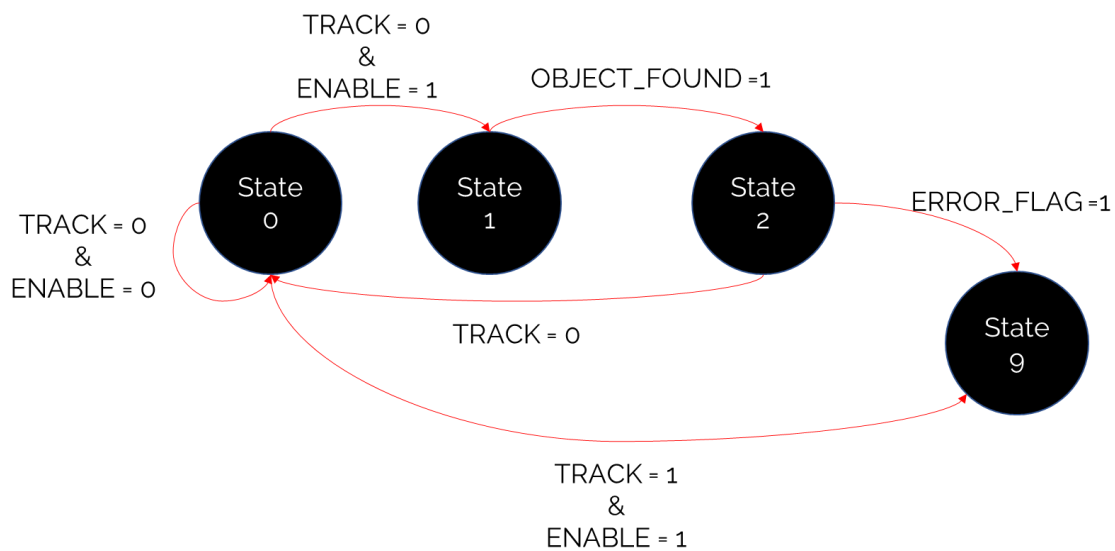 TRACK = 0
&
ENABLE = 1
OBJECT_FOUND =1
State
0
State
1
State
2
ERROR_FLAG =1
TRACK = 0
&
ENABLE = 0
TRACK = 0
State
9
TRACK = 1
&
ENABLE = 1